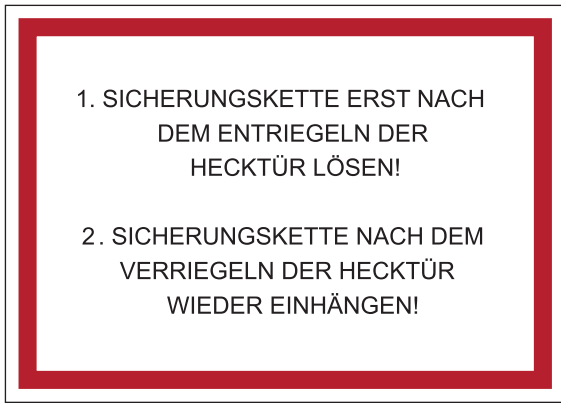 1. SICHERUNGSKETTE ERST NACH
DEM ENTRIEGELN DER
HECKTÜR LÖSEN!
2. SICHERUNGSKETTE NACH DEM
VERRIEGELN DER HECKTÜR
WIEDER EINHÄNGEN!